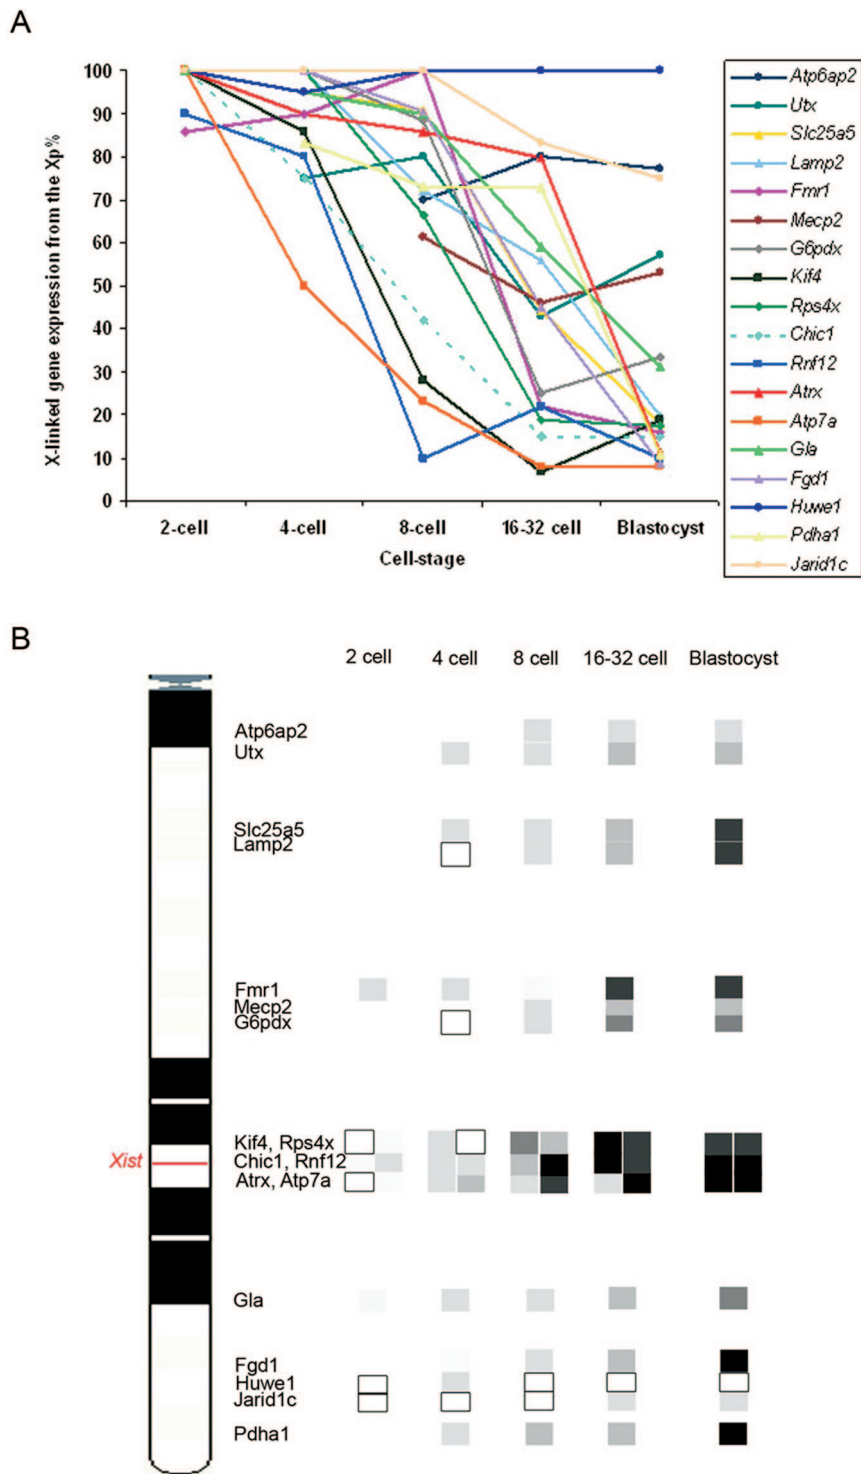 A
X-linked gene expression from the Xp%
100
90
80
70
60
50
40
30
20
10
0
2-cell 4-cell 8-cell 16-32 cell Blastocyst
Cell-stage
Atp6ap2
Utx
Slc25a5
Lamp2
Fmr1
Mecp2
G6pdx
Kif4
Rps4x
Chic1
Rnf12
Atrx
Atp7a
Gla
Fgd1
Huwe1
Pdha1
Jarid1c
B
2 cell 4 cell 8 cell 16-32 cell Blastocyst
Atp6ap2
Utx
Slc25a5
Lamp2
Fmr1
Mecp2
G6pdx
Kif4, Rps4x
Xist Chic1, Rnf12
Atrx, Atp7a
Gla
Fgd1
Huwe1
Jarid1c
Pdha1